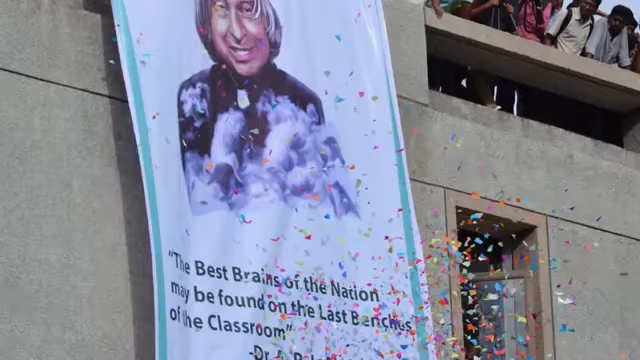 "The Best Brains of the Nation
may be found on the Last Benches
of the Classroom"
-Dr